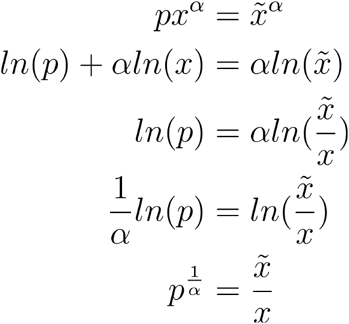 px^α = x̃^α
ln(p) + αln(x) = αln(x̃)
ln(p) = αln(x̃/x)
1/α ln(p) = ln(x̃/x)
p^(1/α) = x̃/x